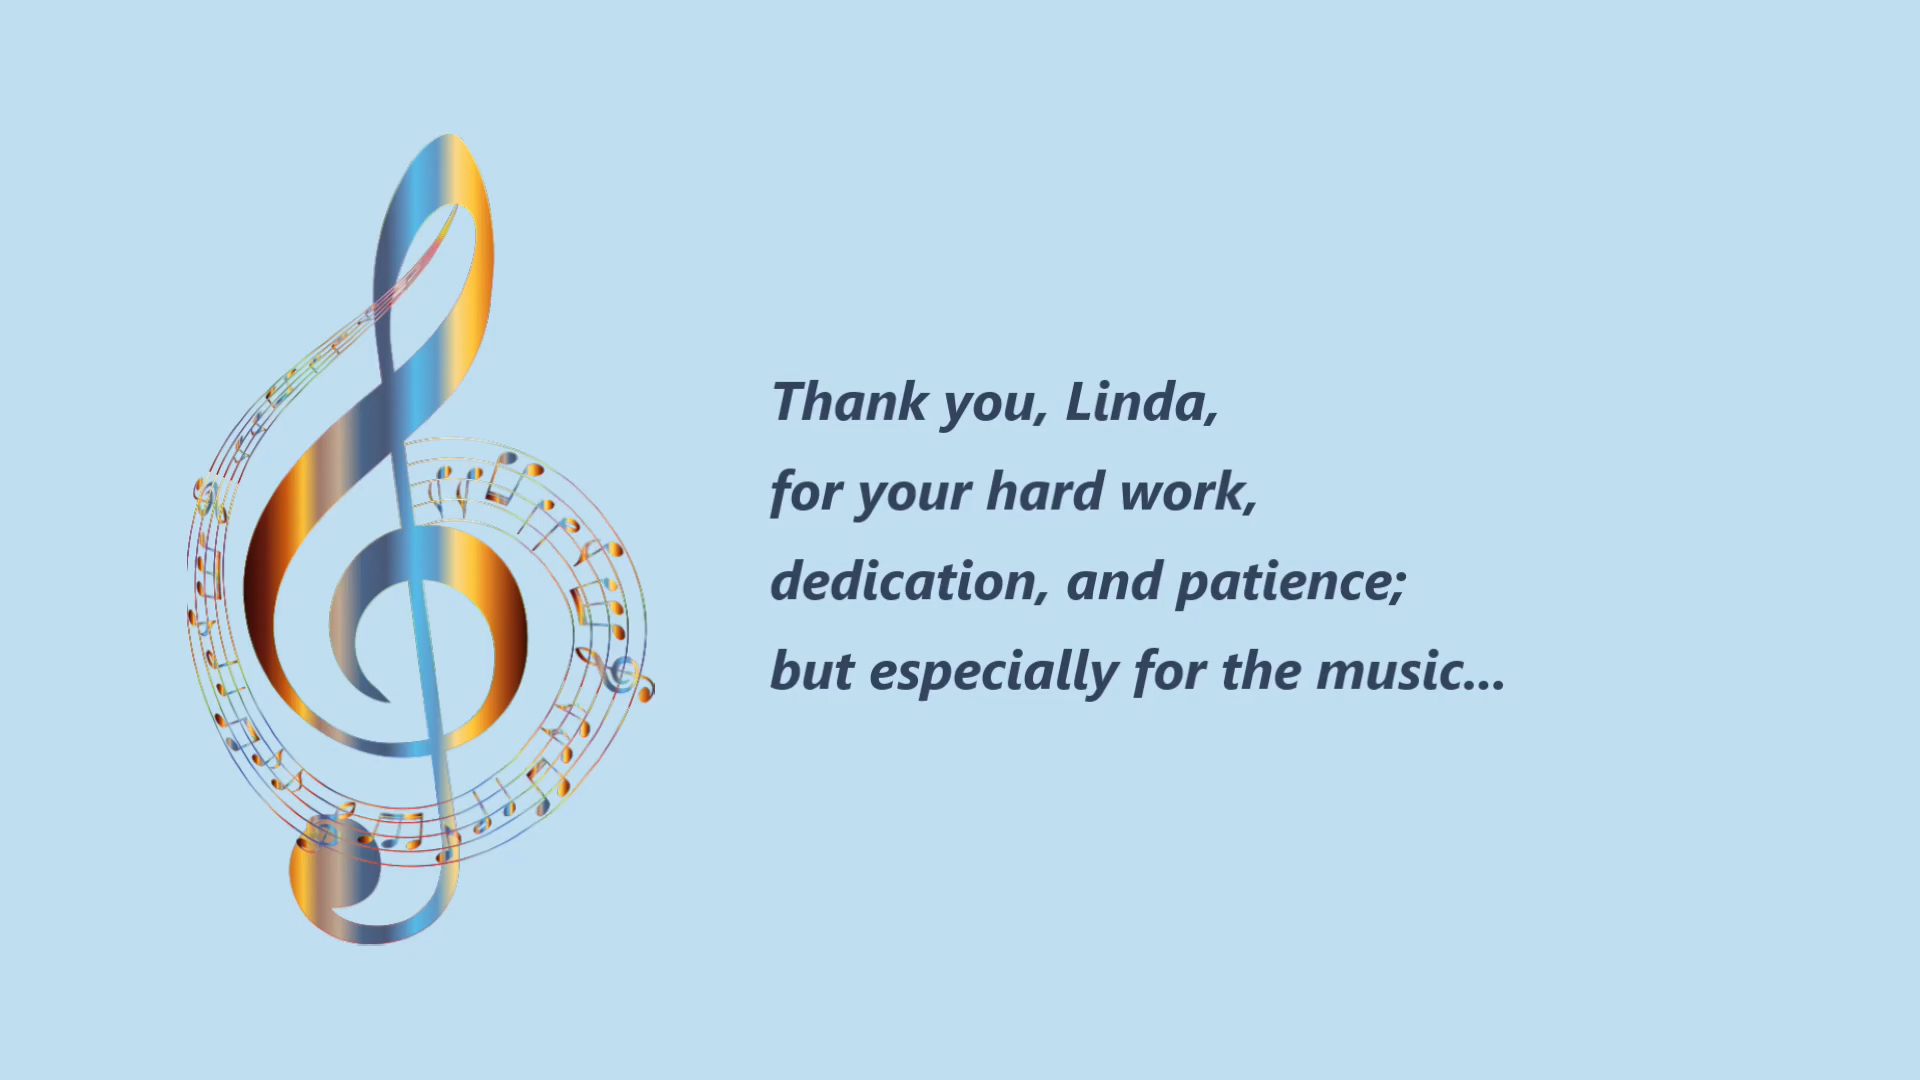 Thank you, Linda,
for your hard work,
dedication, and patience;
but especially for the music...